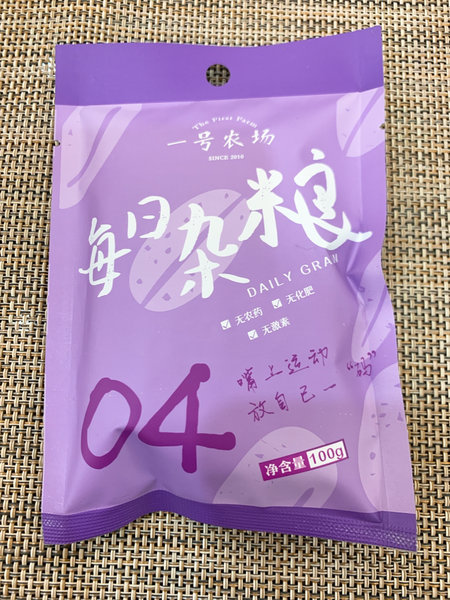 The First Farm
一号农场
SINCE 2010
每日杂粮
DAILY GRAN
无农药 无化肥
无激素
04
嘴上运动
放自己一“码”
净含量 100g